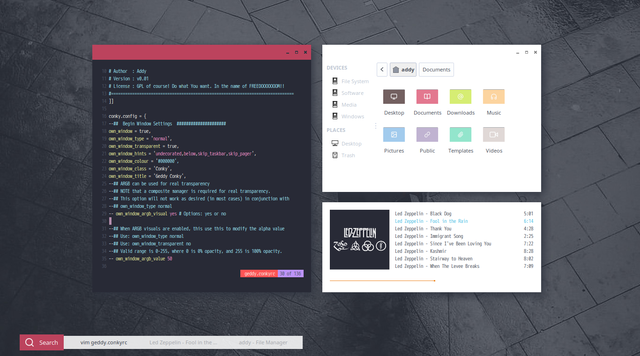 # Author : Addy
# Version : v0.01
# License : GPL of course! Do what You want. In the name of FREEDOOOOOOM!!
]]
conky.config = {
--## Begin Window Settings ######################
own_window = true,
own_window_type = 'normal',
own_window_transparent = true,
own_window_hints = 'undecorated,below,skip_taskbar,skip_pager',
own_window_colour = '#000000',
own_window_class = 'Conky',
own_window_title = 'Geddy Conky',
--## ARGB can be used for real transparency
--## NOTE that a composite manager is required for real transparency.
--## This option will not work as desired (in most cases) in conjunction with
--## own_window_type normal
-- own_window_argb_visual yes # Options: yes or no
--## When ARGB visuals are enabled, this use this to modify the alpha value
--## Use: own_window_type normal
--## Use: own_window_transparent no
--## Valid range is 0-255, where 0 is 0% opacity, and 255 is 100% opacity.
-- own_window_argb_value 50
geddy.conkyrc
DEVICES
File System
Software
Media
Windows
PLACES
Desktop
Trash
addy
Documents
Desktop
Documents
Downloads
Music
Pictures
Public
Templates
Videos
LED-ZEPPELIN
Led Zeppelin - Black Dog 5:01
Led Zeppelin - Fool in the Rain 6:14
Led Zeppelin - Thank You 4:20
Led Zeppelin - Immigrant Song 2:25
Led Zeppelin - Since I've Been Loving You 7:22
Led Zeppelin - Kashmir 8:28
Led Zeppelin - Stairway to Heaven 8:02
Led Zeppelin - When The Levee Breaks 7:09
Search
vim geddy.conkyrc
Led Zeppelin - Fool in the ...
addy - File Manager